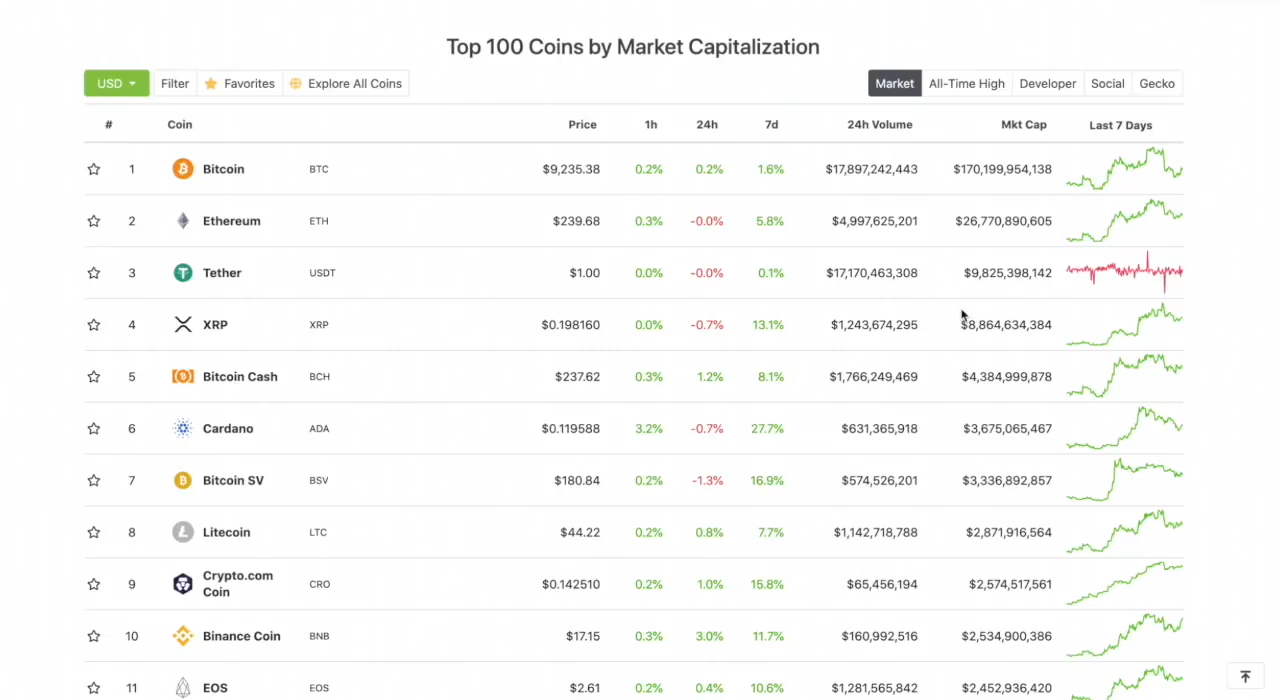 Top 100 Coins by Market Capitalization
USD Filter Favorites Explore All Coins Market All-Time High Developer Social Gecko
# Coin Price 1h 24h 7d 24h Volume Mkt Cap Last 7 Days
1 Bitcoin BTC $9,235.38 0.2% 0.2% 1.6% $17,897,242,443 $170,199,954,138
2 Ethereum ETH $239.68 0.3% -0.0% 5.8% $4,997,625,201 $26,770,890,605
3 Tether USDT $1.00 0.0% -0.0% 0.1% $17,170,463,308 $9,825,398,142
4 XRP XRP $0.198160 0.0% -0.7% 13.1% $1,243,674,295 $8,864,634,384
5 Bitcoin Cash BCH $237.62 0.3% 1.2% 8.1% $1,766,249,469 $4,384,999,878
6 Cardano ADA $0.119588 3.2% -0.7% 27.7% $631,365,918 $3,675,065,467
7 Bitcoin SV BSV $180.84 0.2% -1.3% 16.9% $574,526,201 $3,336,892,857
8 Litecoin LTC $44.22 0.2% 0.8% 7.7% $1,142,718,788 $2,871,916,564
9 Crypto.com Coin CRO $0.142510 0.2% 1.0% 15.8% $65,456,194 $2,574,517,561
10 Binance Coin BNB $17.15 0.3% 3.0% 11.7% $160,992,516 $2,534,900,386
11 EOS EOS $2.61 0.2% 0.4% 10.6% $1,281,565,842 $2,452,936,420